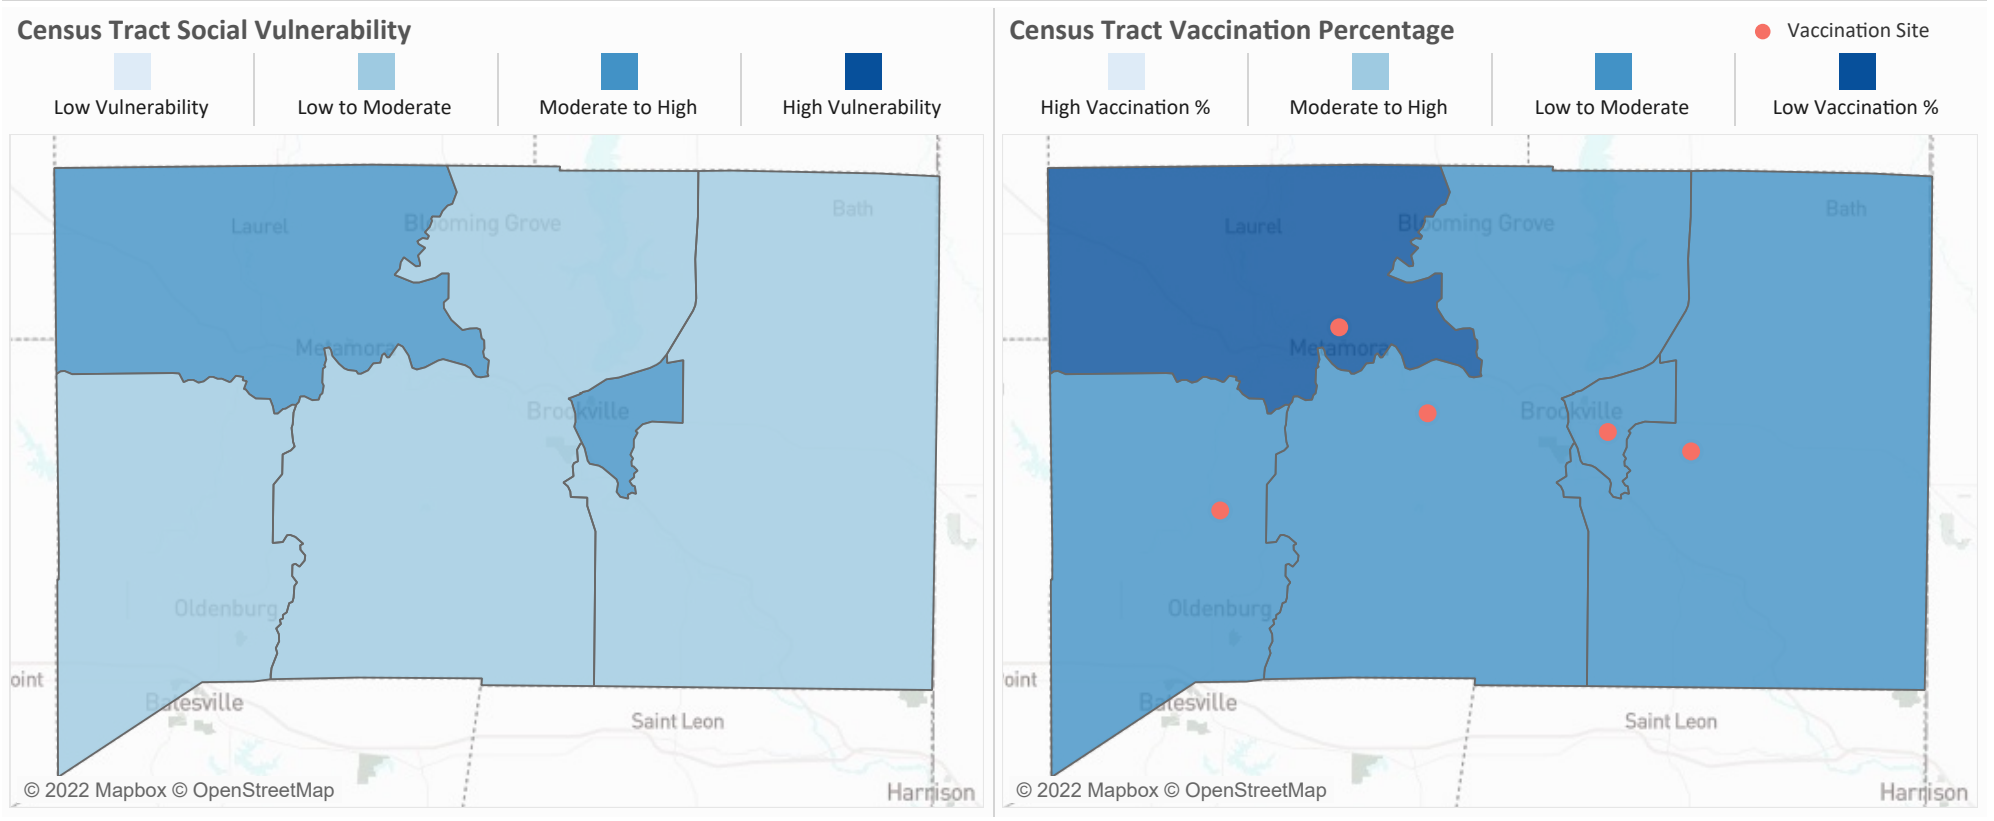 Census Tract Social Vulnerability
Low Vulnerability
Low to Moderate
Moderate to High
High Vulnerability
Laurel
Blooming Grove
Bath
Metamora
Brookville
Oldenburg
oint
Batesville
Saint Leon
© 2022 Mapbox © OpenStreetMap
Harrison
Census Tract Vaccination Percentage
Vaccination Site
High Vaccination %
Moderate to High
Low to Moderate
Low Vaccination %
Laurel
Blooming Grove
Bath
Metamora
Brookville
Oldenburg
oint
Batesville
Saint Leon
© 2022 Mapbox © OpenStreetMap
Harrison